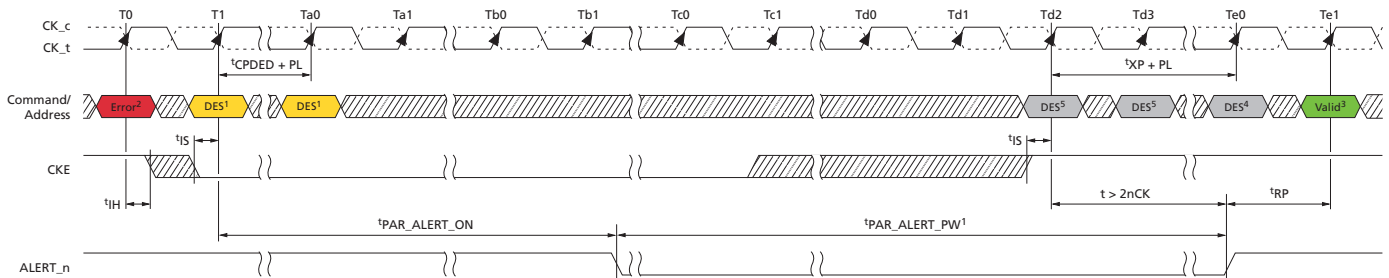 T0 T1 Ta0 Ta1 Tb0 Tb1 Tc0 Tc1 Td0 Td1 Td2 Td3 Te0 Te1
CK_c
CK_t
tCPDED + PL tXP + PL
Command/
Address
Error² DES¹ DES¹ DES⁵ DES⁵ DES⁴ Valid³
tIS tIS
CKE
tIH t > 2nCK tRP
tPAR_ALERT_ON tPAR_ALERT_PW¹
ALERT_n